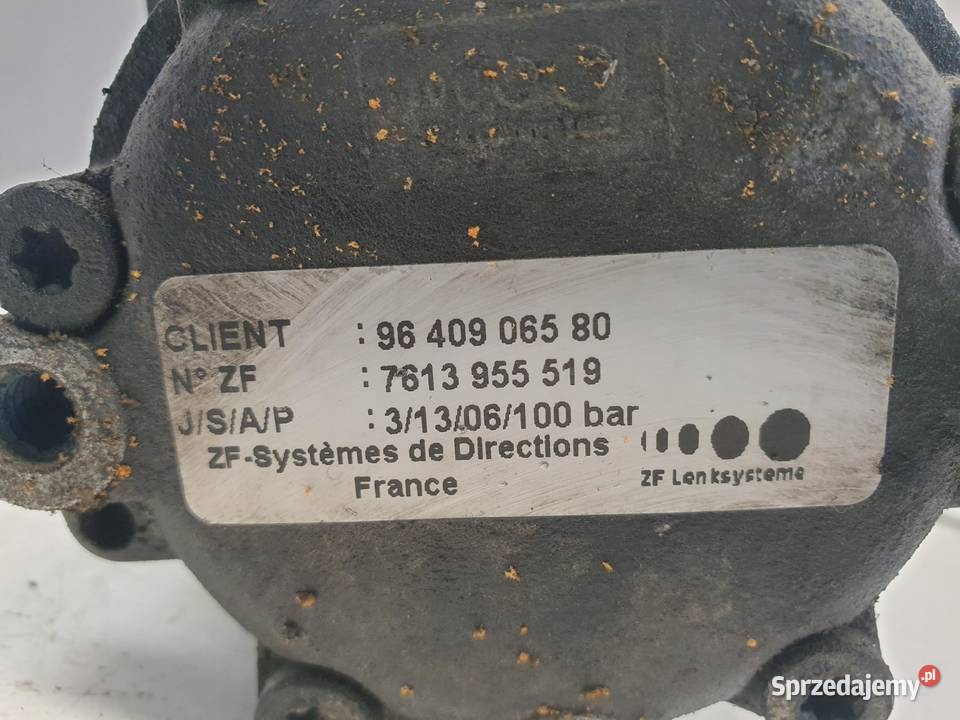 CLIENT : 96 409 065 80
N° ZF : 7613 955 519
J/S/A/P : 3/13/06/100 bar
ZF-Systèmes de Directions
France
ZF Lenksysteme
Sprzedajemy.pl